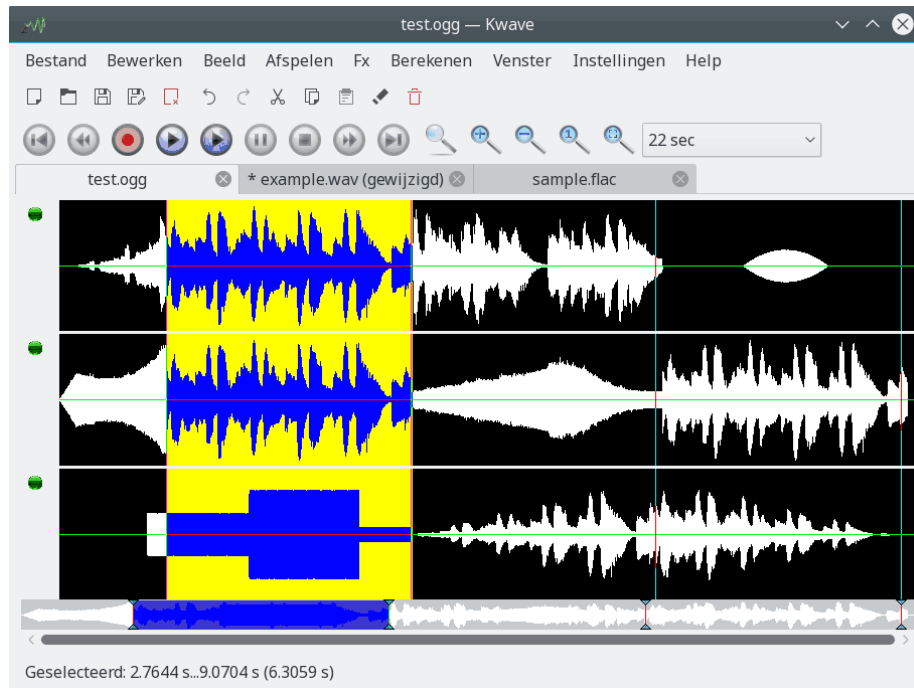 test.ogg — Kwave
Bestand Bewerken Beeld Afspelen Fx Berekenen Venster Instellingen Help
1 22 sec
test.ogg * example.wav (gewijzigd) sample.flac
Geselecteerd: 2.7644 s...9.0704 s (6.3059 s)